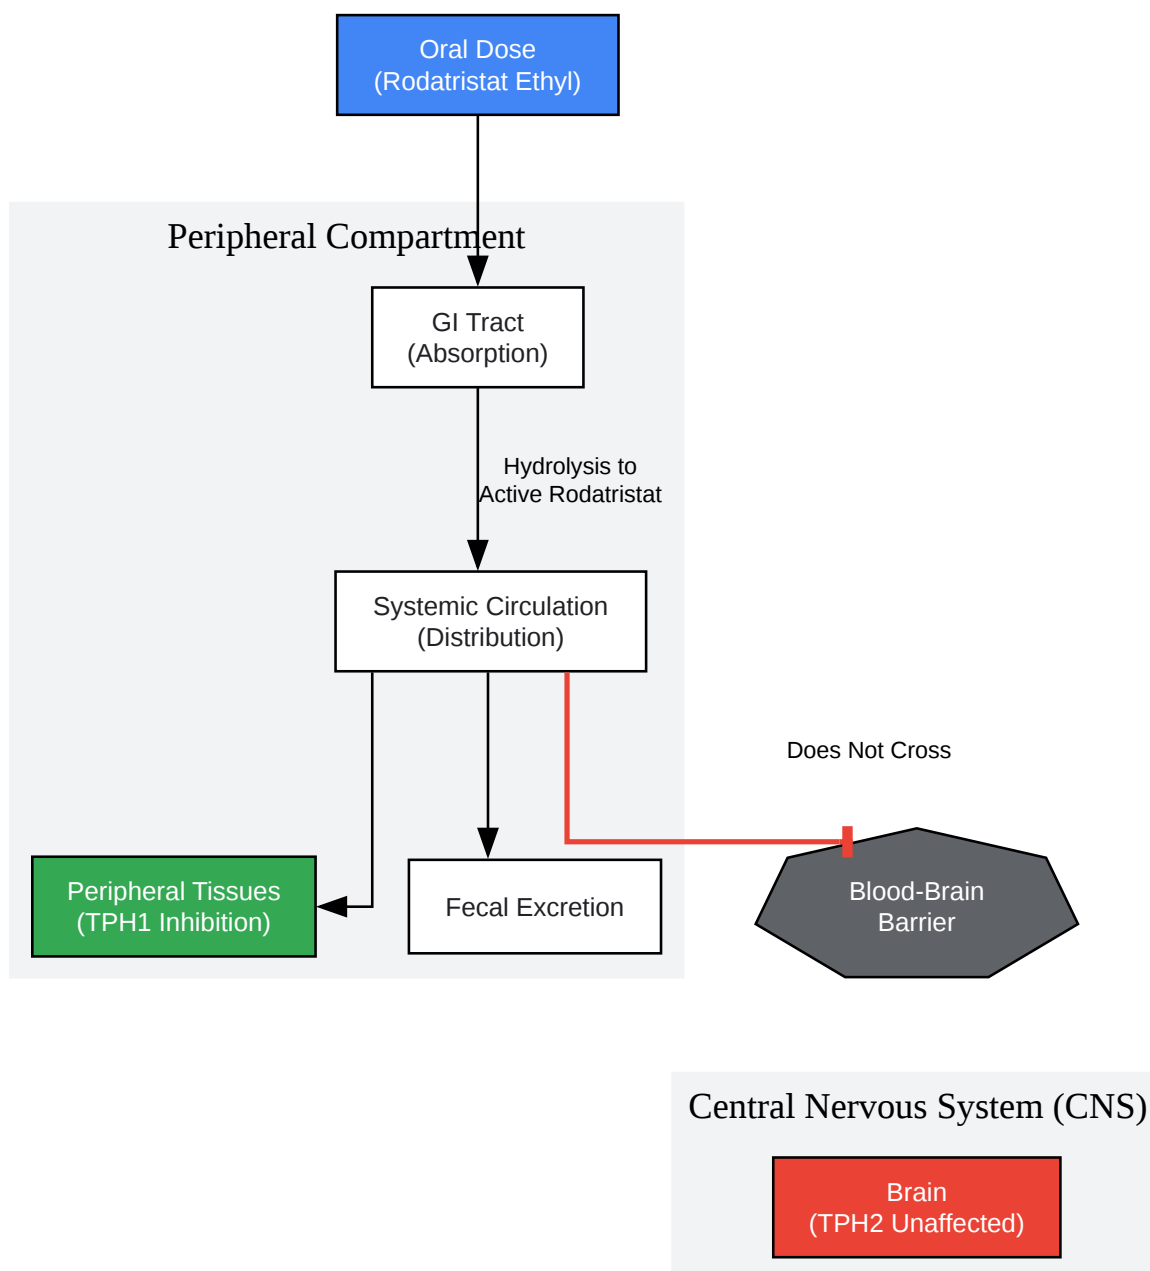 Oral Dose
(Rodatristat Ethyl)
Peripheral Compartment
GI Tract
(Absorption)
Hydrolysis to
Active Rodatristat
Systemic Circulation
(Distribution)
Does Not Cross
Peripheral Tissues
(TPH1 Inhibition)
Fecal Excretion
Blood-Brain
Barrier
Central Nervous System (CNS)
Brain
(TPH2 Unaffected)